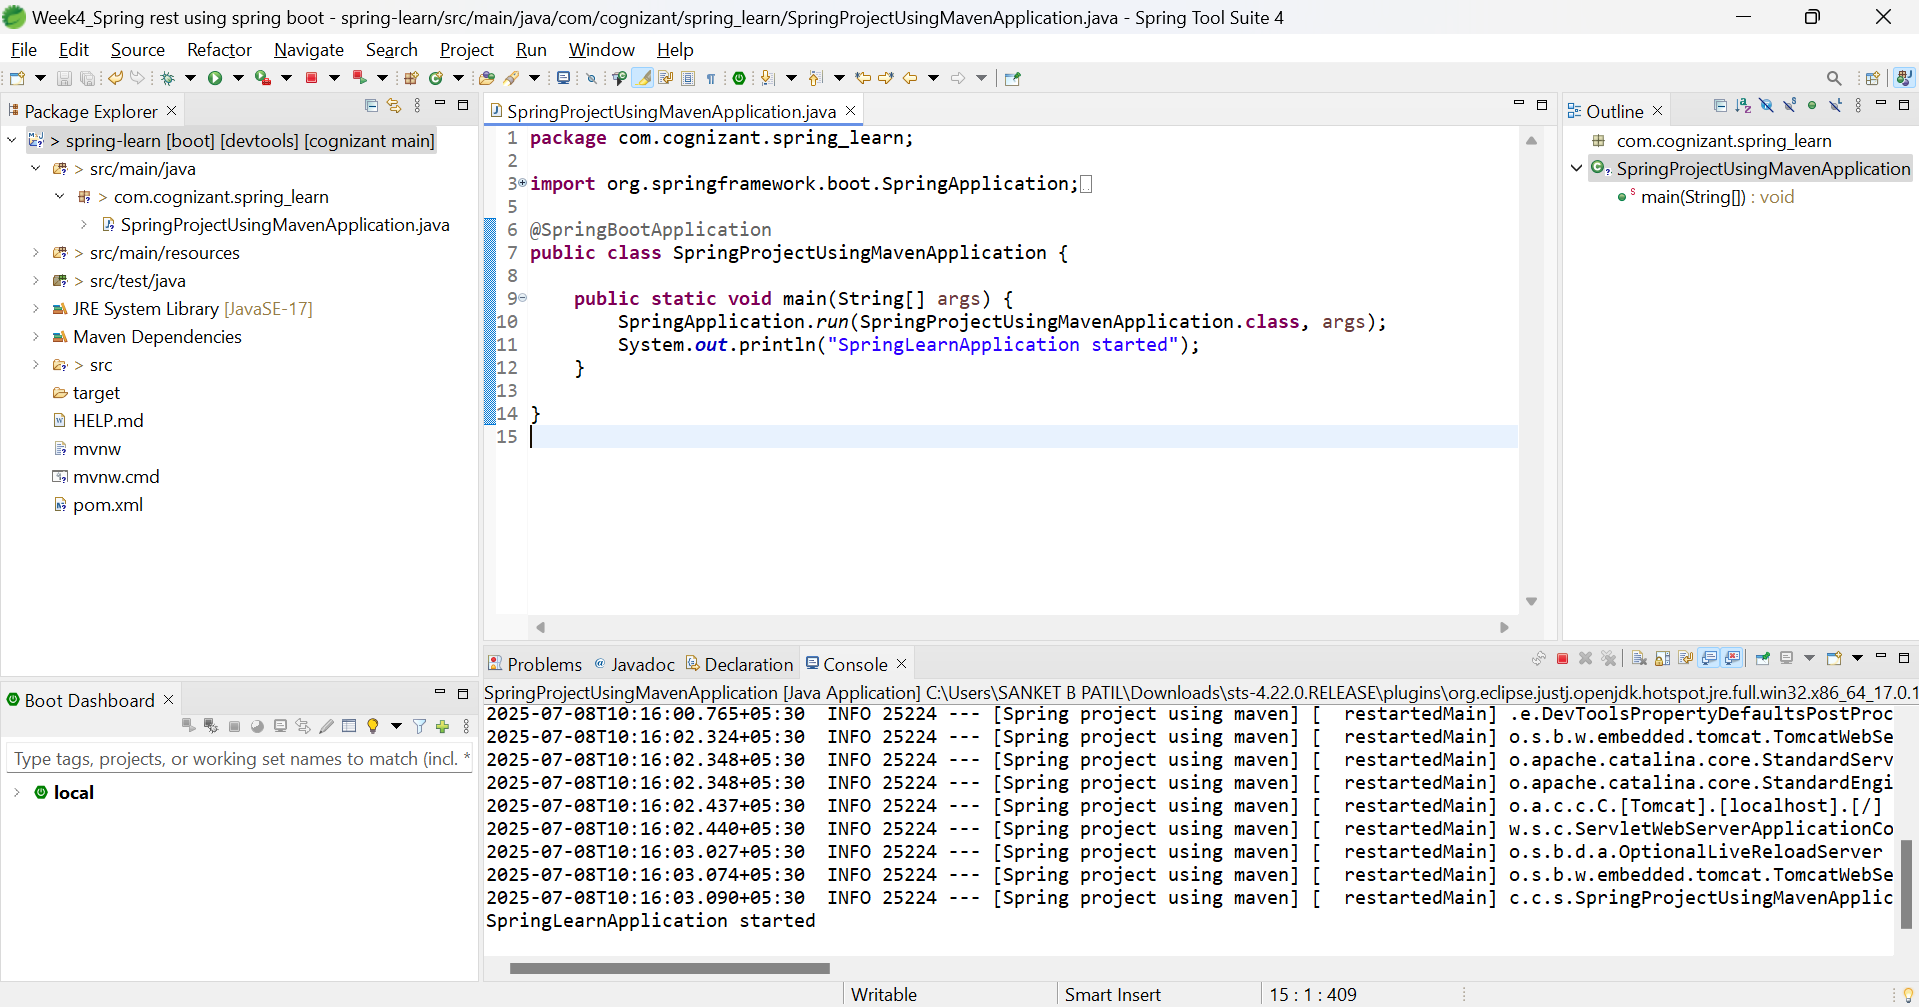 Week4_Spring rest using spring boot - spring-learn/src/main/java/com/cognizant/spring_learn/SpringProjectUsingMavenApplication.java - Spring Tool Suite 4
File Edit Source Refactor Navigate Search Project Run Window Help
Package Explorer
> spring-learn [boot] [devtools] [cognizant main]
> src/main/java
> com.cognizant.spring_learn
SpringProjectUsingMavenApplication.java
> src/main/resources
> src/test/java
JRE System Library [JavaSE-17]
Maven Dependencies
> src
target
HELP.md
mvnw
mvnw.cmd
pom.xml
SpringProjectUsingMavenApplication.java
1 package com.cognizant.spring_learn;
2
3 import org.springframework.boot.SpringApplication;
5
6 @SpringBootApplication
7 public class SpringProjectUsingMavenApplication {
8
9     public static void main(String[] args) {
10         SpringApplication.run(SpringProjectUsingMavenApplication.class, args);
11         System.out.println("SpringLearnApplication started");
12     }
13
14 }
15
Outline
com.cognizant.spring_learn
SpringProjectUsingMavenApplication
main(String[]) : void
Boot Dashboard
Type tags, projects, or working set names to match (incl. *
local
Problems @ Javadoc Declaration Console
SpringProjectUsingMavenApplication [Java Application] C:\Users\SANKET B PATIL\Downloads\sts-4.22.0.RELEASE\plugins\org.eclipse.justj.openjdk.hotspot.jre.full.win32.x86_64_17.0.1
2025-07-08T10:16:00.765+05:30  INFO 25224 --- [Spring project using maven] [  restartedMain] .e.DevToolsPropertyDefaultsPostProc
2025-07-08T10:16:02.324+05:30  INFO 25224 --- [Spring project using maven] [  restartedMain] o.s.b.w.embedded.tomcat.TomcatWebSe
2025-07-08T10:16:02.348+05:30  INFO 25224 --- [Spring project using maven] [  restartedMain] o.apache.catalina.core.StandardServ
2025-07-08T10:16:02.348+05:30  INFO 25224 --- [Spring project using maven] [  restartedMain] o.apache.catalina.core.StandardEngi
2025-07-08T10:16:02.437+05:30  INFO 25224 --- [Spring project using maven] [  restartedMain] o.a.c.c.C.[Tomcat].[localhost].[/]
2025-07-08T10:16:02.440+05:30  INFO 25224 --- [Spring project using maven] [  restartedMain] w.s.c.ServletWebServerApplicationCo
2025-07-08T10:16:03.027+05:30  INFO 25224 --- [Spring project using maven] [  restartedMain] o.s.b.d.a.OptionalLiveReloadServer
2025-07-08T10:16:03.074+05:30  INFO 25224 --- [Spring project using maven] [  restartedMain] o.s.b.w.embedded.tomcat.TomcatWebSe
2025-07-08T10:16:03.090+05:30  INFO 25224 --- [Spring project using maven] [  restartedMain] c.c.s.SpringProjectUsingMavenApplic
SpringLearnApplication started
Writable
Smart Insert
15 : 1 : 409